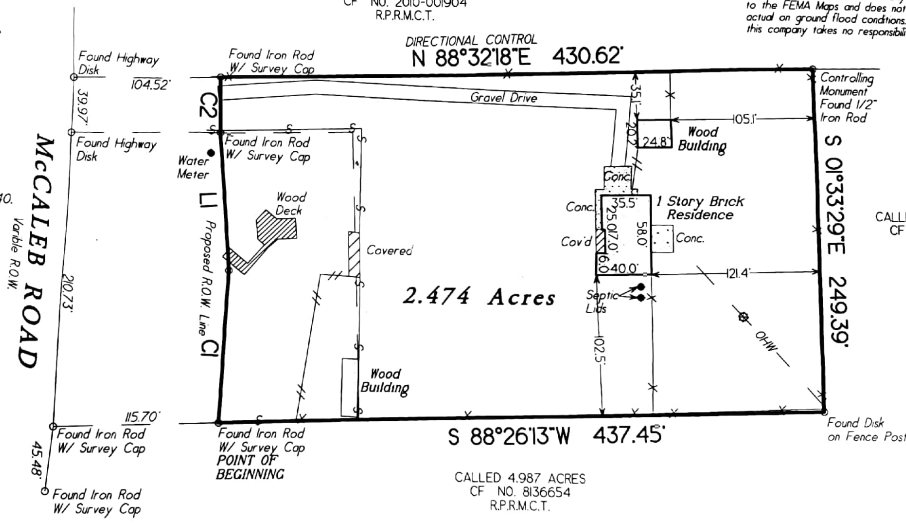 CF NO. 2010-001904
R.P.R.M.C.T.
to the FEMA Maps and does not
actual on ground flood conditions.
this company takes no responsibili
DIRECTIONAL CONTROL
N 88°32'18"E 430.62'
Found Highway
Disk
Found Iron Rod
W/ Survey Cap
104.52'
39.97'
C2
Gravel Drive
35.1'
105.1'
20.2'
24.8'
Wood
Building
Controlling
Monument
Found 1/2"
Iron Rod
Found Highway
Disk
Found Iron Rod
W/ Survey Cap
Water
Meter
McCALEB ROAD
Varible R.O.W.
40.
210.73'
L1
Proposed R.O.W. Line
C1
Wood
Deck
Covered
Conc.
Conc.
35.5'
1 Story Brick
Residence
25.0'
7.0'
58.0'
Cov'd
Conc.
6.0'
40.0'
121.4'
S 01°33'29"E 249.39'
CALL
CF
2.474 Acres
Septic
Lids
OHW
102.5'
Wood
Building
115.70'
45.48'
Found Iron Rod
W/ Survey Cap
Found Iron Rod
W/ Survey Cap
POINT OF
BEGINNING
S 88°26'13"W 437.45'
Found Disk
on Fence Post
CALLED 4.987 ACRES
CF NO. 8136654
R.P.R.M.C.T.
Found Iron Rod
W/ Survey Cap